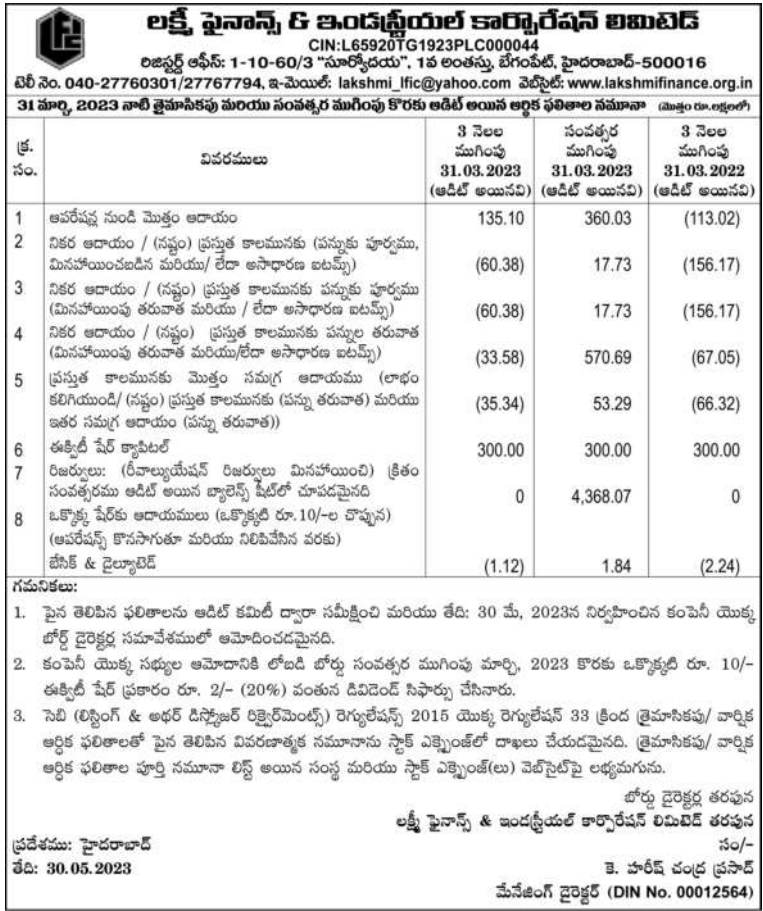 లక్ష్మీ ఫైనాన్స్ & ఇండస్ట్రీయల్ కార్పొరేషన్ లిమిటెడ్
CIN:L65920TG1923PLC000044
రిజిస్టర్డ్ ఆఫీస్: 1-10-60/3 "సూర్యోదయ", 1వ అంతస్తు, బేగంపేట్, హైదరాబాద్-500016
టెలీ నెం. 040-27760301/27767794, ఇ-మెయిల్: lakshmi_lfic@yahoo.com వెబ్‌సైట్: www.lakshmifinance.org.in
31 మార్చి, 2023 నాటి త్రైమాసికపు మరియు సంవత్సర ముగింపు కొరకు ఆడిట్ అయిన ఆర్థిక ఫలితాల నమూనా (మొత్తం రూ.లక్షలలో)
క్ర. సం. వివరములు 3 నెలల ముగింపు 31.03.2023 (ఆడిట్ అయినవి) సంవత్సర ముగింపు 31.03.2023 (ఆడిట్ అయినవి) 3 నెలల ముగింపు 31.03.2022 (ఆడిట్ అయినవి)
1 ఆపరేషన్ల నుండి మొత్తం ఆదాయం 135.10 360.03 (113.02)
2 నికర ఆదాయం / (నష్టం) ప్రస్తుత కాలమునకు (పన్నుకు పూర్వము,
మినహాయించబడిన మరియు/ లేదా అసాధారణ ఐటమ్స్) (60.38) 17.73 (156.17)
3 నికర ఆదాయం / (నష్టం) ప్రస్తుత కాలమునకు పన్నుకు పూర్వము
(మినహాయింపు తరువాత మరియు / లేదా అసాధారణ ఐటమ్స్) (60.38) 17.73 (156.17)
4 నికర ఆదాయం / (నష్టం) ప్రస్తుత కాలమునకు పన్నుల తరువాత
(మినహాయింపు తరువాత మరియు/లేదా అసాధారణ ఐటమ్స్) (33.58) 570.69 (67.05)
5 ప్రస్తుత కాలమునకు మొత్తం సమగ్ర ఆదాయము (లాభం
కలిగియుండి/ (నష్టం) ప్రస్తుత కాలమునకు (పన్ను తరువాత) మరియు (35.34) 53.29 (66.32)
ఇతర సమగ్ర ఆదాయం (పన్ను తరువాత))
6 ఈక్విటీ షేర్ క్యాపిటల్ 300.00 300.00 300.00
7 రిజర్వులు: (రీవాల్యుయేషన్ రిజర్వులు మినహాయించి) క్రితం
సంవత్సరము ఆడిట్ అయిన బ్యాలెన్స్ షీట్‌లో చూపడమైనది 0 4,368.07 0
8 ఒక్కొక్క షేర్‌కు ఆదాయములు (ఒక్కొక్కటి రూ.10/-ల చొప్పున)
(ఆపరేషన్స్ కొనసాగుతూ మరియు నిలిపివేసిన వరకు)
బేసిక్ & డైల్యూటెడ్ (1.12) 1.84 (2.24)
గమనికలు:
1. పైన తెలిపిన ఫలితాలను ఆడిట్ కమిటీ ద్వారా సమీక్షించి మరియు తేది: 30 మే, 2023న నిర్వహించిన కంపెనీ యొక్క
బోర్డ్ డైరెక్టర్ల సమావేశములో ఆమోదించడమైనది.
2. కంపెనీ యొక్క సభ్యుల ఆమోదానికి లోబడి బోర్డు సంవత్సర ముగింపు మార్చి, 2023 కొరకు ఒక్కొక్కటి రూ. 10/-
ఈక్విటీ షేర్ ప్రకారం రూ. 2/- (20%) వంతున డివిడెండ్ సిఫార్సు చేసినారు.
3. సెబి (లిస్టింగ్ & అథర్ డిస్క్లోజర్ రిక్వైర్‌మెంట్స్) రెగ్యులేషన్స్ 2015 యొక్క రెగ్యులేషన్ 33 క్రింద త్రైమాసికపు/ వార్షిక
ఆర్థిక ఫలితాలతో పైన తెలిపిన వివరణాత్మక నమూనాను స్టాక్ ఎక్స్చెంజ్‌లో దాఖలు చేయడమైనది. త్రైమాసికపు/ వార్షిక
ఆర్థిక ఫలితాల పూర్తి నమూనా లిస్ట్ అయిన సంస్థ మరియు స్టాక్ ఎక్స్చెంజ్(లు) వెబ్‌సైట్‌పై లభ్యమగును.
బోర్డు డైరెక్టర్ల తరఫున
లక్ష్మీ ఫైనాన్స్ & ఇండస్ట్రీయల్ కార్పొరేషన్ లిమిటెడ్ తరపున
ప్రదేశము: హైదరాబాద్ సం/-
తేది: 30.05.2023 కె. హరీష్ చంద్ర ప్రసాద్
మేనేజింగ్ డైరెక్టర్ (DIN No. 00012564)